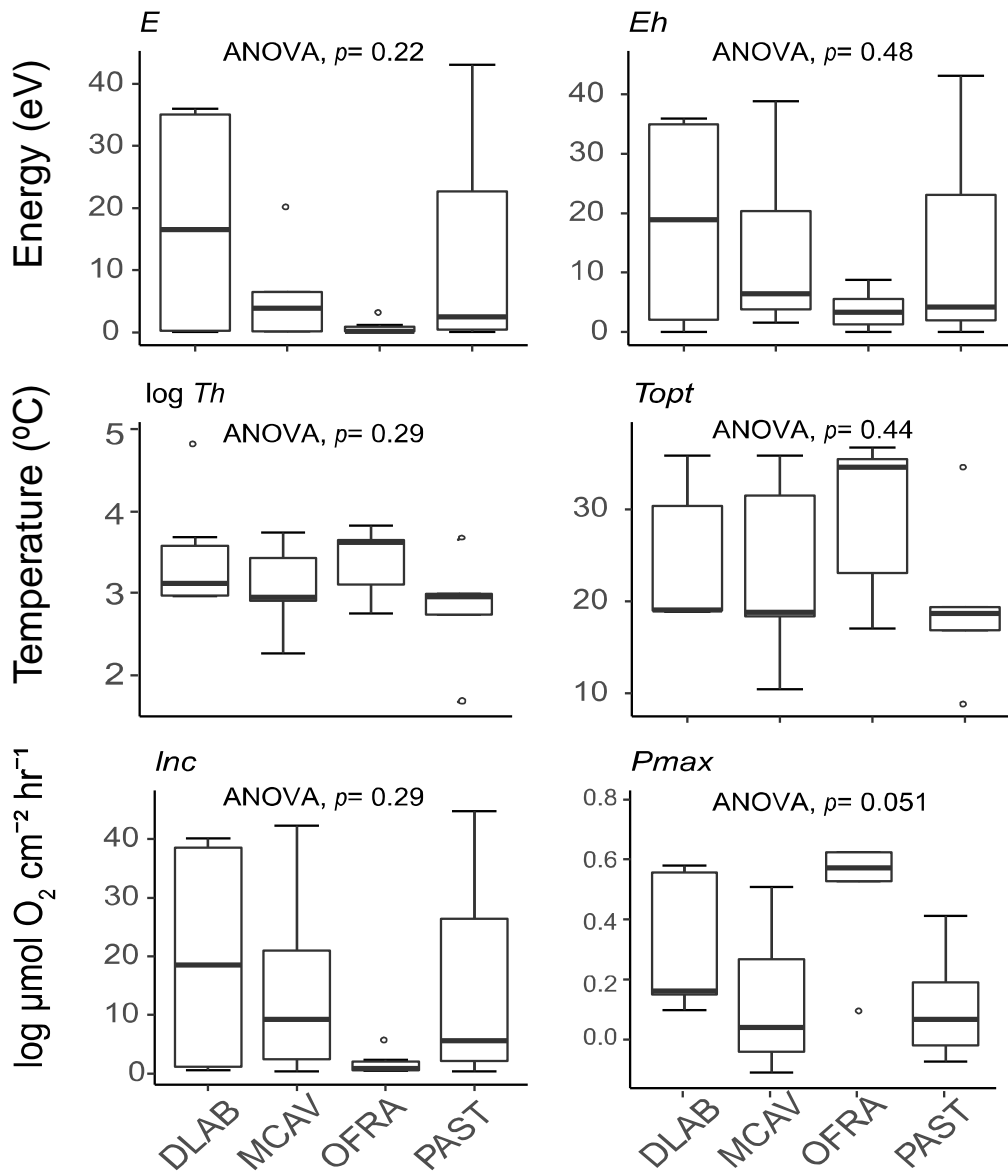 E
ANOVA, p= 0.22
Energy (eV)
40
30
20
10
0
Eh
ANOVA, p= 0.48
40
30
20
10
0
log Th
ANOVA, p= 0.29
Temperature (ºC)
5
4
3
2
Topt
ANOVA, p= 0.44
30
20
10
Inc
ANOVA, p= 0.29
log µmol O₂ cm⁻² hr⁻¹
40
30
20
10
0
DLAB
MCAV
OFRA
PAST
Pmax
ANOVA, p= 0.051
0.8
0.6
0.4
0.2
0.0
DLAB
MCAV
OFRA
PAST